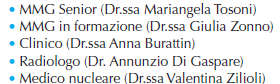 • MMG Senior (Dr.ssa Mariangela Tosoni)
• MMG in formazione (Dr.ssa Giulia Zonno)
• Clinico (Dr.ssa Anna Burattin)
• Radiologo (Dr. Annunzio Di Gaspare)
• Medico nucleare (Dr.ssa Valentina Zilioli)